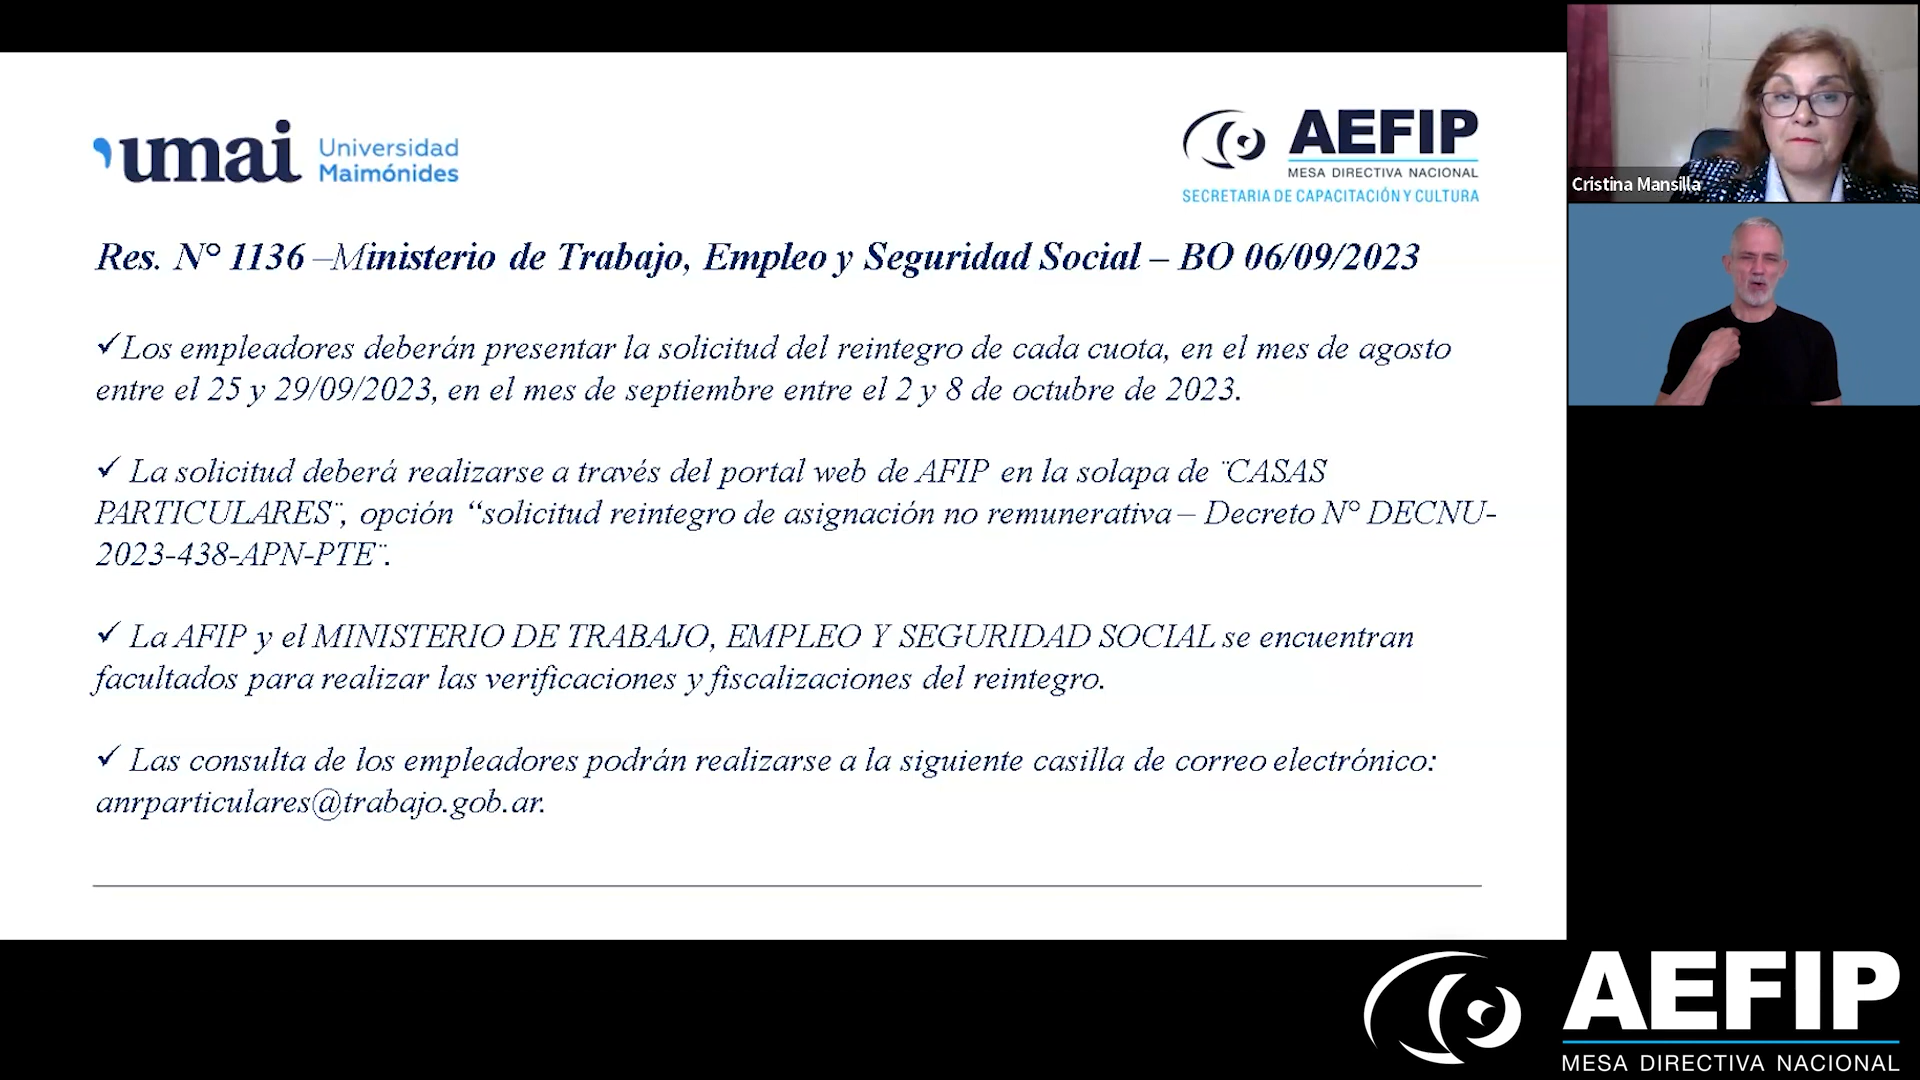 umai Universidad Maimónides
AEFIP
MESA DIRECTIVA NACIONAL
SECRETARIA DE CAPACITACIÓN Y CULTURA
Res. N° 1136 –Ministerio de Trabajo, Empleo y Seguridad Social – BO 06/09/2023
✓Los empleadores deberán presentar la solicitud del reintegro de cada cuota, en el mes de agosto
entre el 25 y 29/09/2023, en el mes de septiembre entre el 2 y 8 de octubre de 2023.
✓ La solicitud deberá realizarse a través del portal web de AFIP en la solapa de ¨CASAS
PARTICULARES¨, opción “solicitud reintegro de asignación no remunerativa – Decreto N° DECNU-
2023-438-APN-PTE¨.
✓ La AFIP y el MINISTERIO DE TRABAJO, EMPLEO Y SEGURIDAD SOCIAL se encuentran
facultados para realizar las verificaciones y fiscalizaciones del reintegro.
✓ Las consulta de los empleadores podrán realizarse a la siguiente casilla de correo electrónico:
anrparticulares@trabajo.gob.ar.
Cristina Mansilla
AEFIP
MESA DIRECTIVA NACIONAL